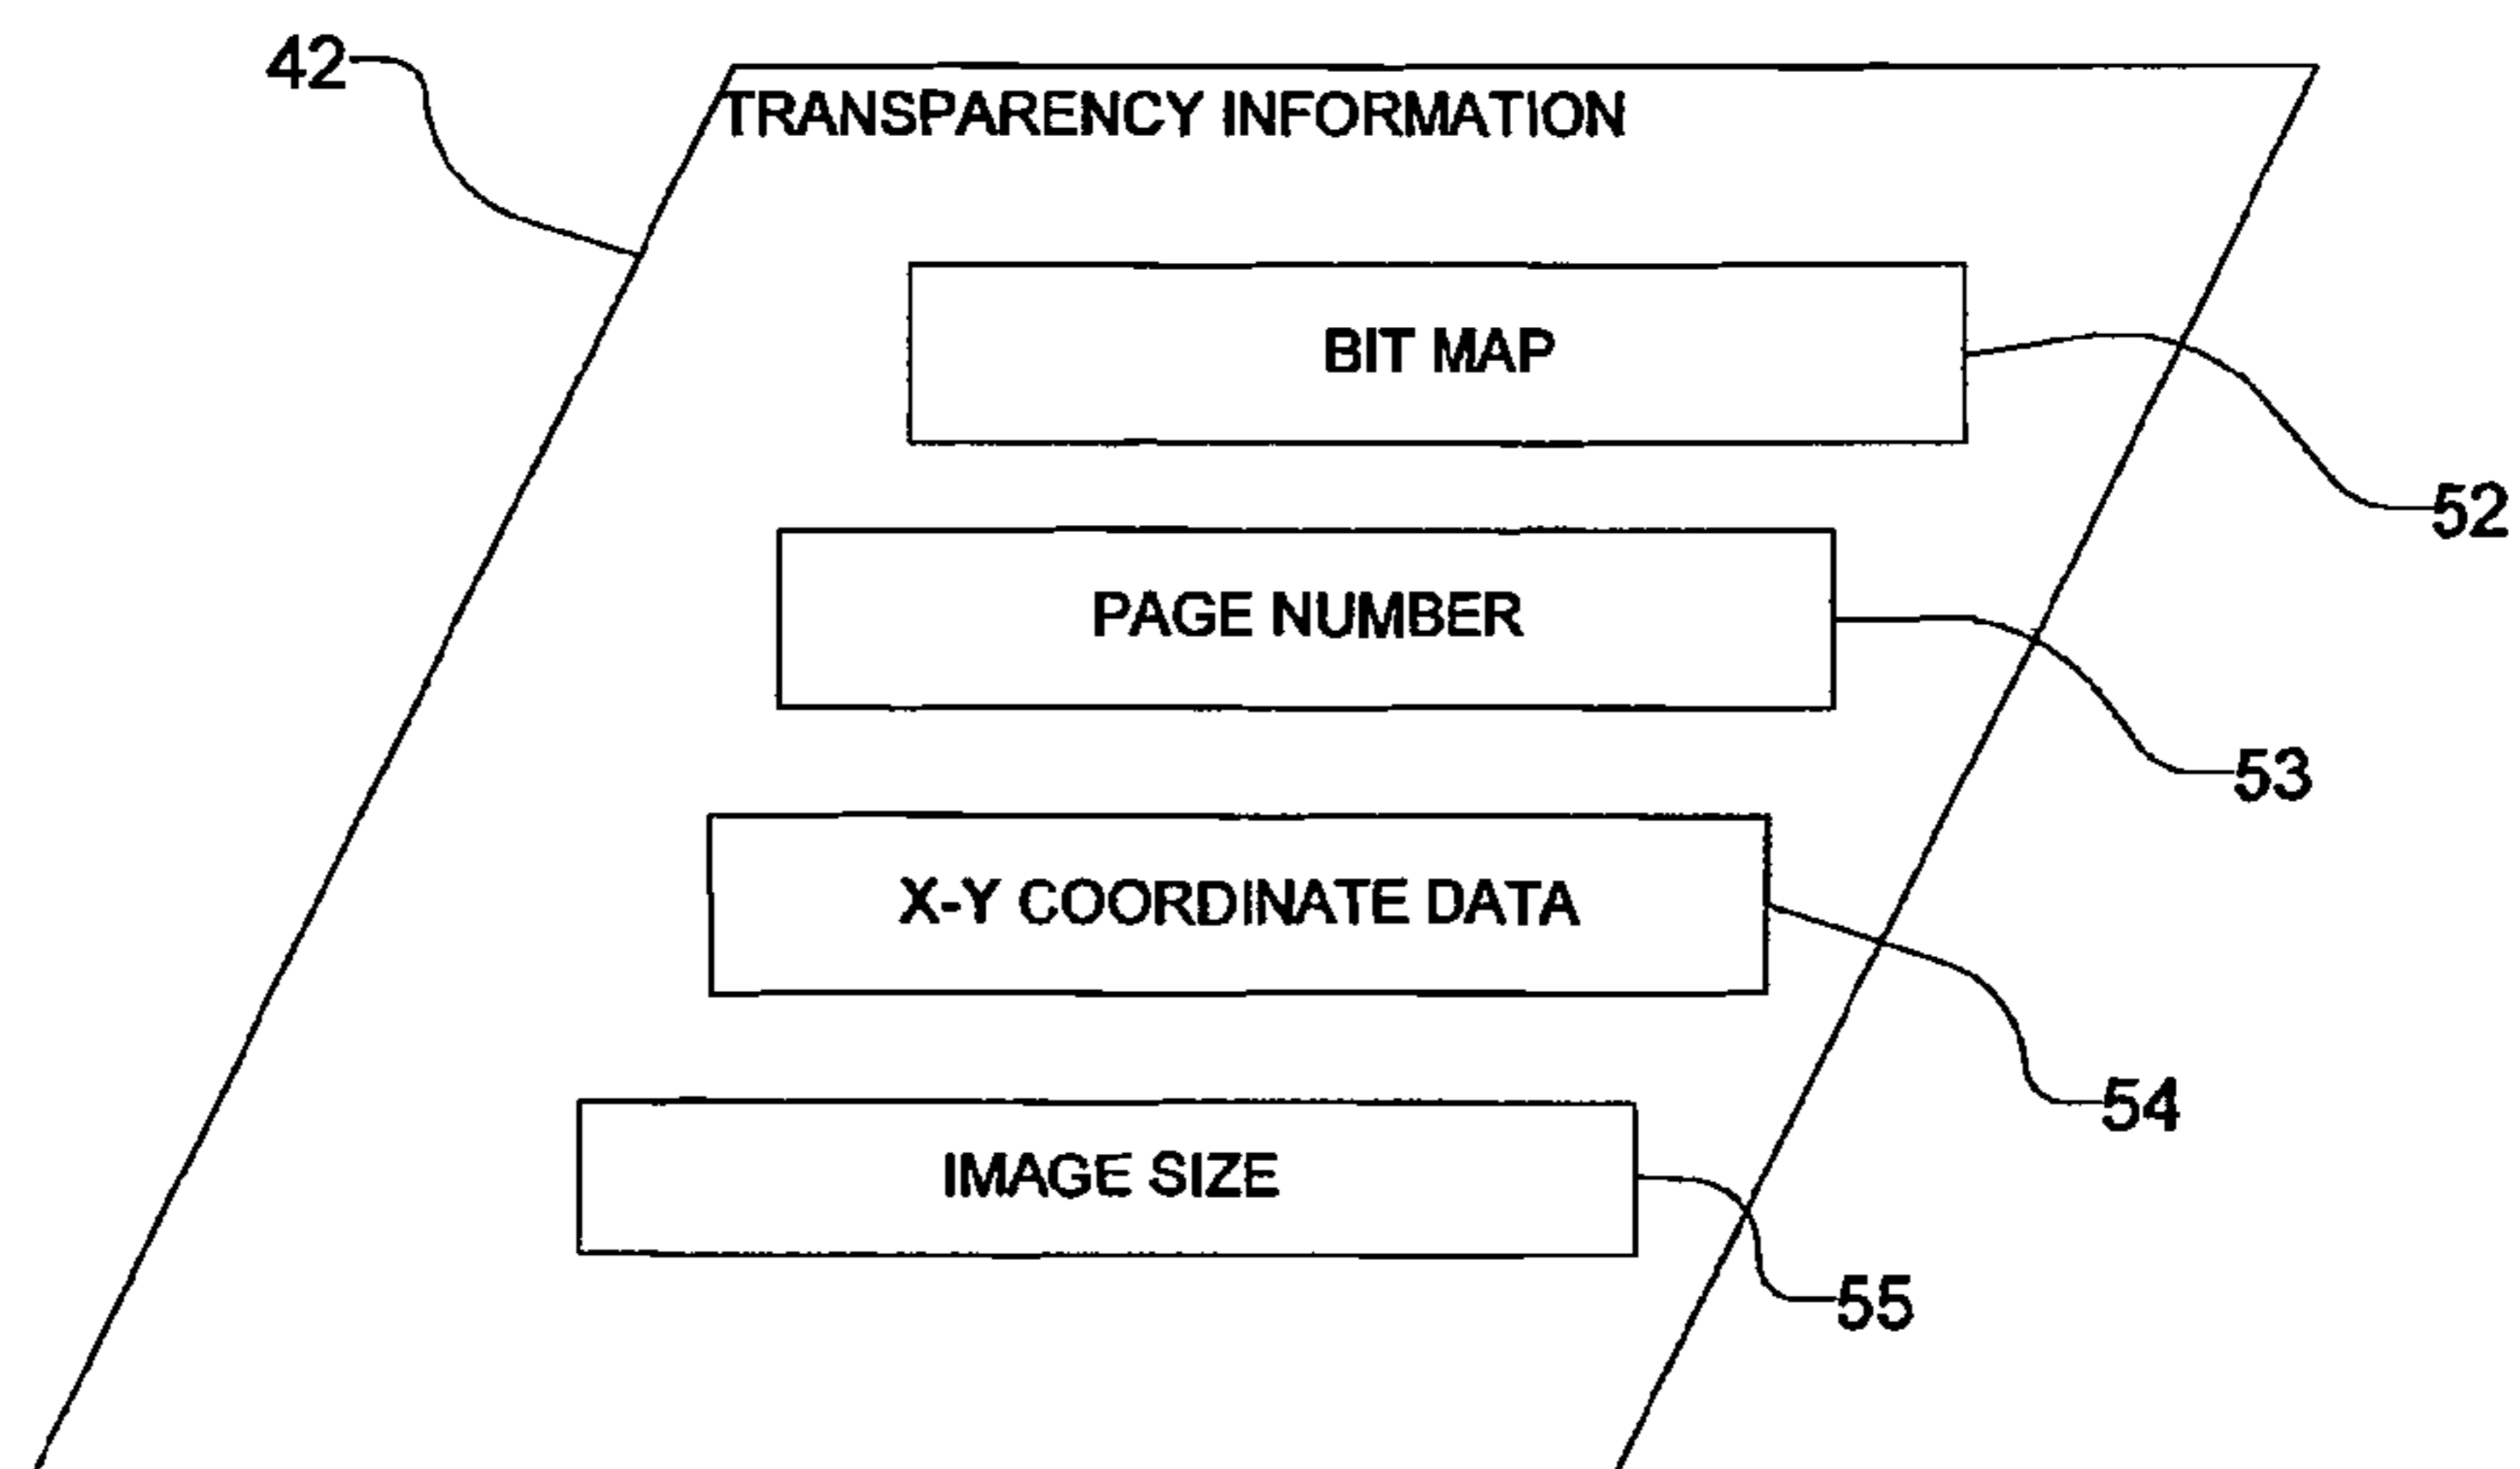 42
TRANSPARENCY INFORMATION
BIT MAP
52
PAGE NUMBER
53
X-Y COORDINATE DATA
54
IMAGE SIZE
55